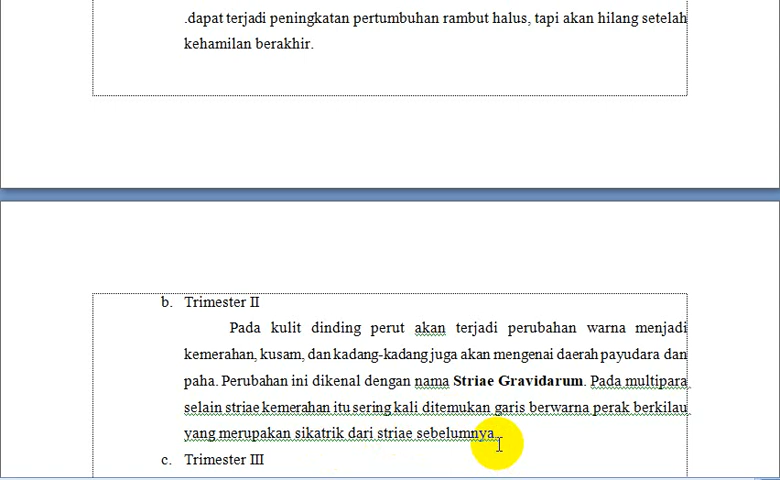 .dapat terjadi peningkatan pertumbuhan rambut halus, tapi akan hilang setelah
kehamilan berakhir.
b. Trimester II
Pada kulit dinding perut akan terjadi perubahan warna menjadi
kemerahan, kusam, dan kadang-kadang juga akan mengenai daerah payudara dan
paha. Perubahan ini dikenal dengan nama Striae Gravidarum. Pada multipara
selain striae kemerahan itu sering kali ditemukan garis berwarna perak berkilau
yang merupakan sikatrik dari striae sebelumnya.
c. Trimester III